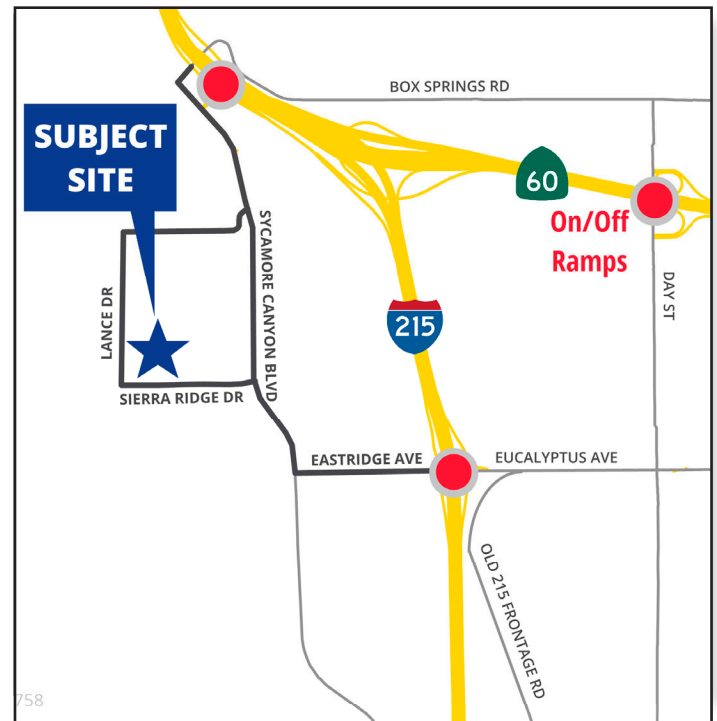 BOX SPRINGS RD
SUBJECT
SITE
60
On/Off
Ramps
SYCAMORE CANYON BLVD
LANCE DR
DAY ST
215
SIERRA RIDGE DR
EASTRIDGE AVE
EUCALYPTUS AVE
OLD 215 FRONTAGE RD
758